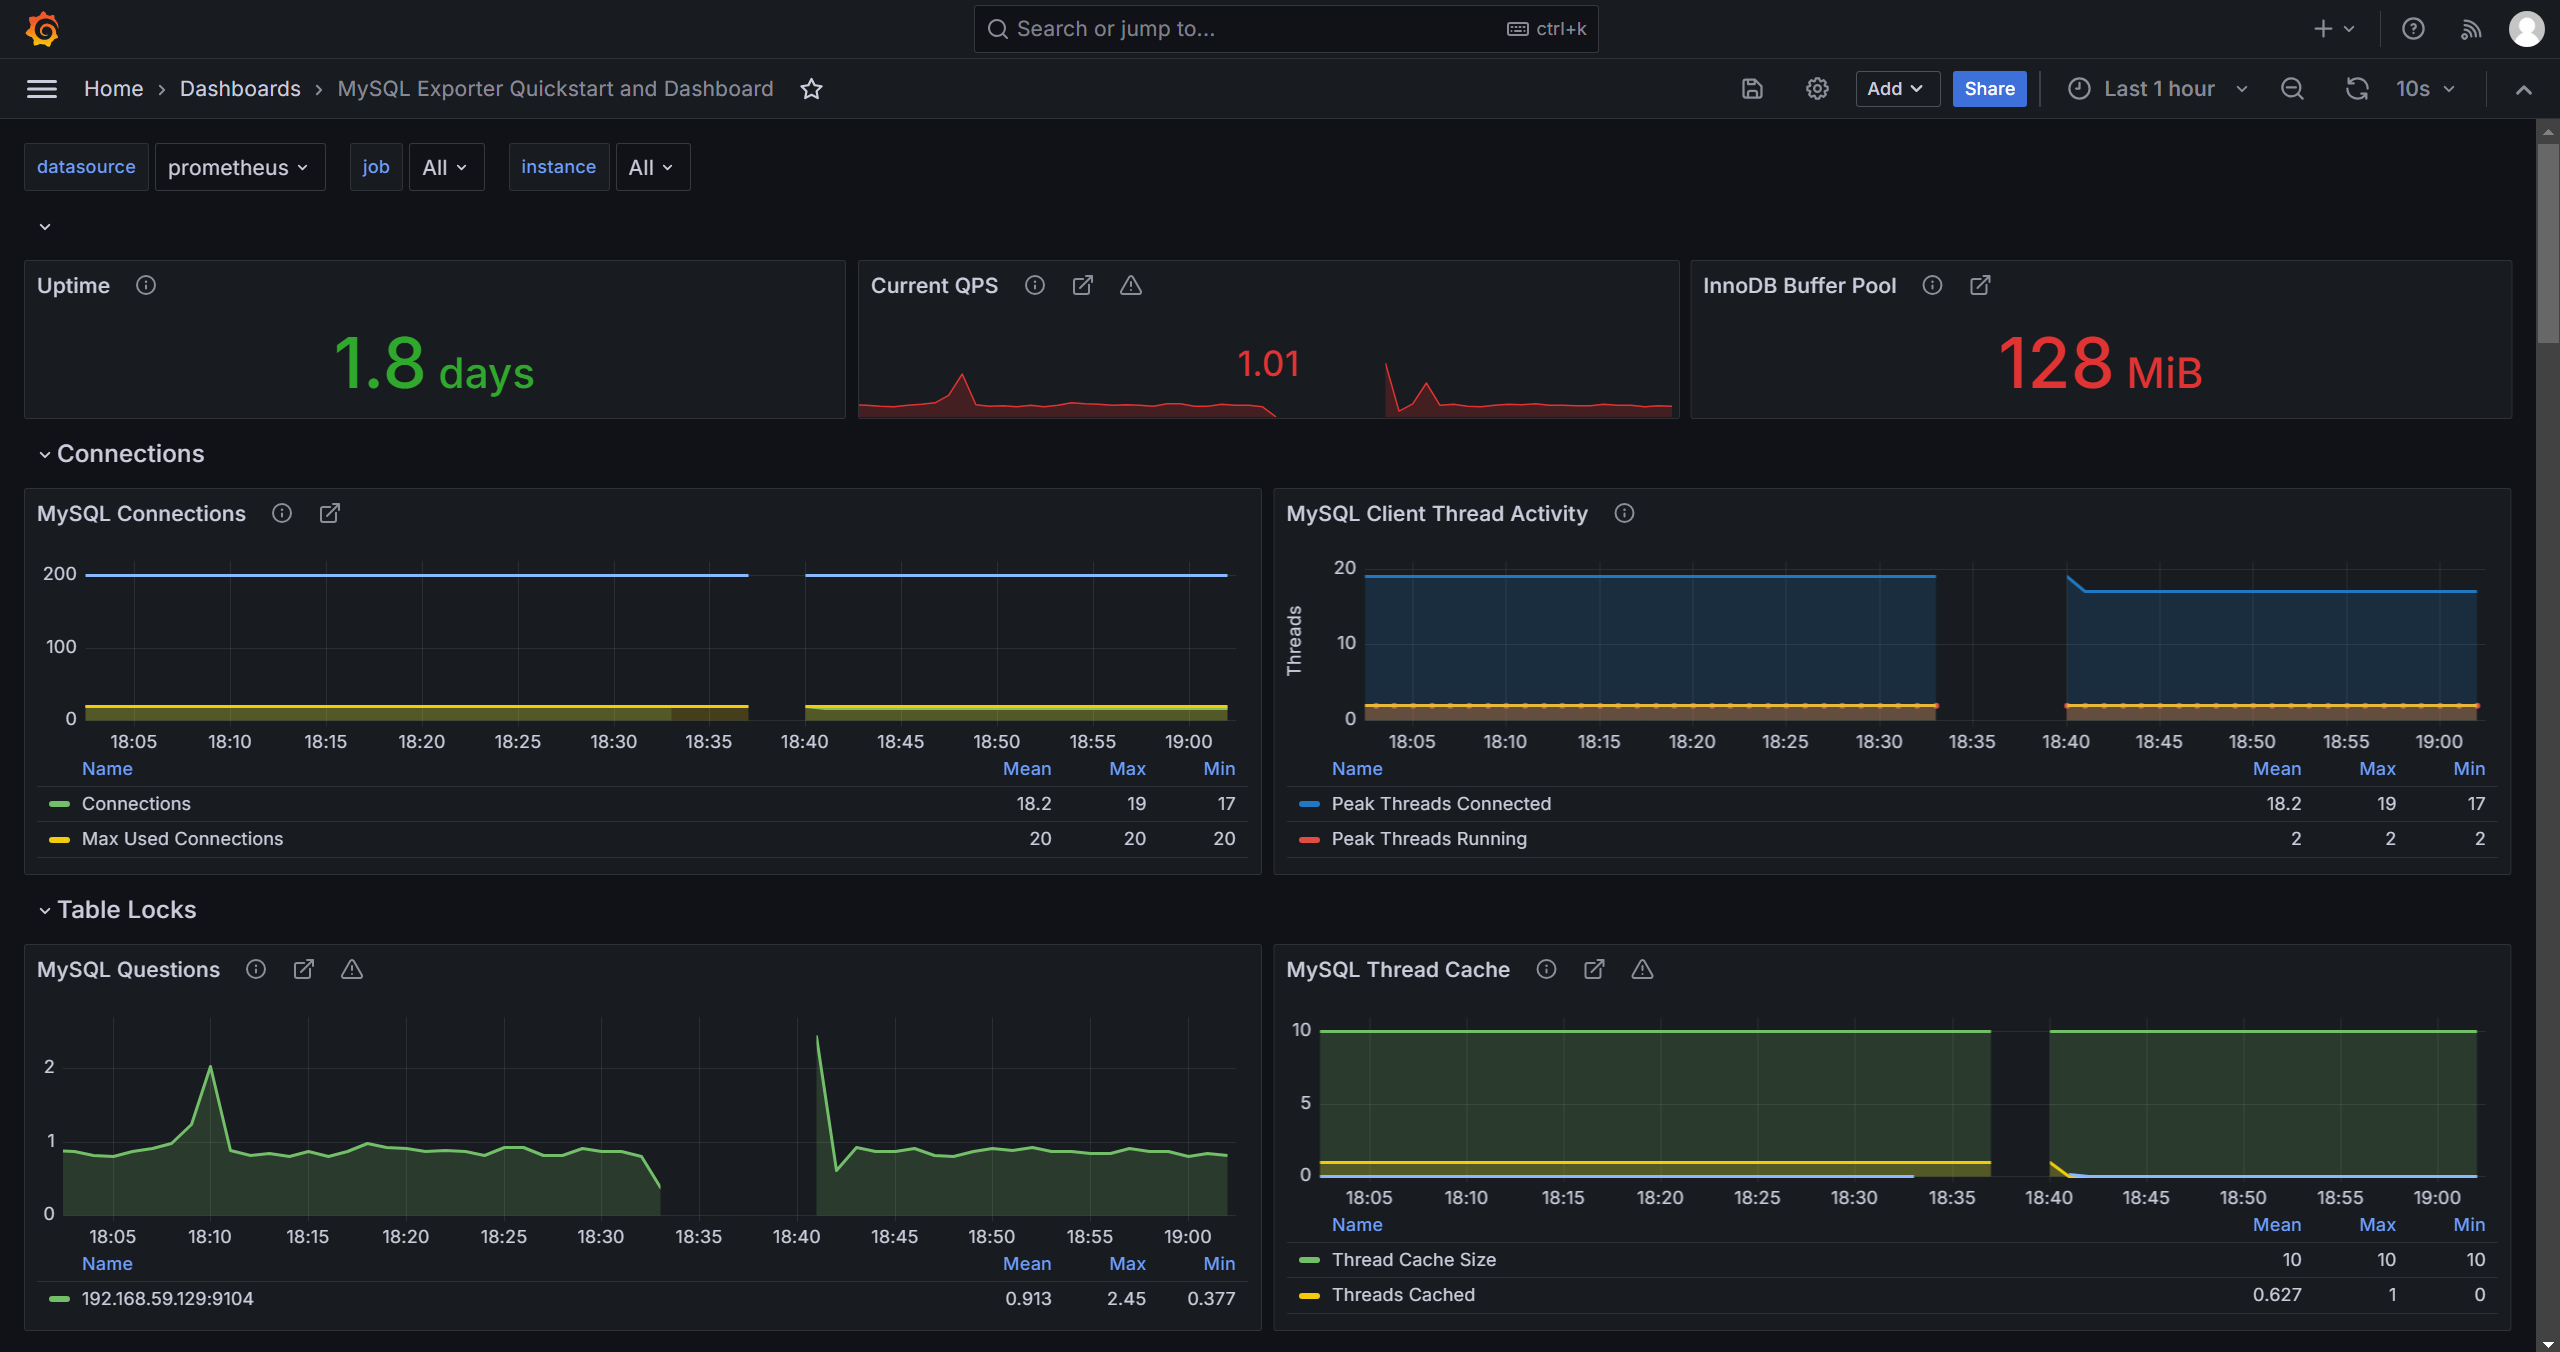 Search or jump to... ctrl+k
Home › Dashboards › MySQL Exporter Quickstart and Dashboard
Add Share Last 1 hour 10s
datasource prometheus job All instance All
Uptime
1.8 days
Current QPS
1.01
InnoDB Buffer Pool
128 MiB
Connections
MySQL Connections
200
100
0
18:05 18:10 18:15 18:20 18:25 18:30 18:35 18:40 18:45 18:50 18:55 19:00
Name Mean Max Min
Connections 18.2 19 17
Max Used Connections 20 20 20
MySQL Client Thread Activity
Threads
20
10
0
18:05 18:10 18:15 18:20 18:25 18:30 18:35 18:40 18:45 18:50 18:55 19:00
Name Mean Max Min
Peak Threads Connected 18.2 19 17
Peak Threads Running 2 2 2
Table Locks
MySQL Questions
2
1
0
18:05 18:10 18:15 18:20 18:25 18:30 18:35 18:40 18:45 18:50 18:55 19:00
Name Mean Max Min
192.168.59.129:9104 0.913 2.45 0.377
MySQL Thread Cache
10
5
0
18:05 18:10 18:15 18:20 18:25 18:30 18:35 18:40 18:45 18:50 18:55 19:00
Name Mean Max Min
Thread Cache Size 10 10 10
Threads Cached 0.627 1 0